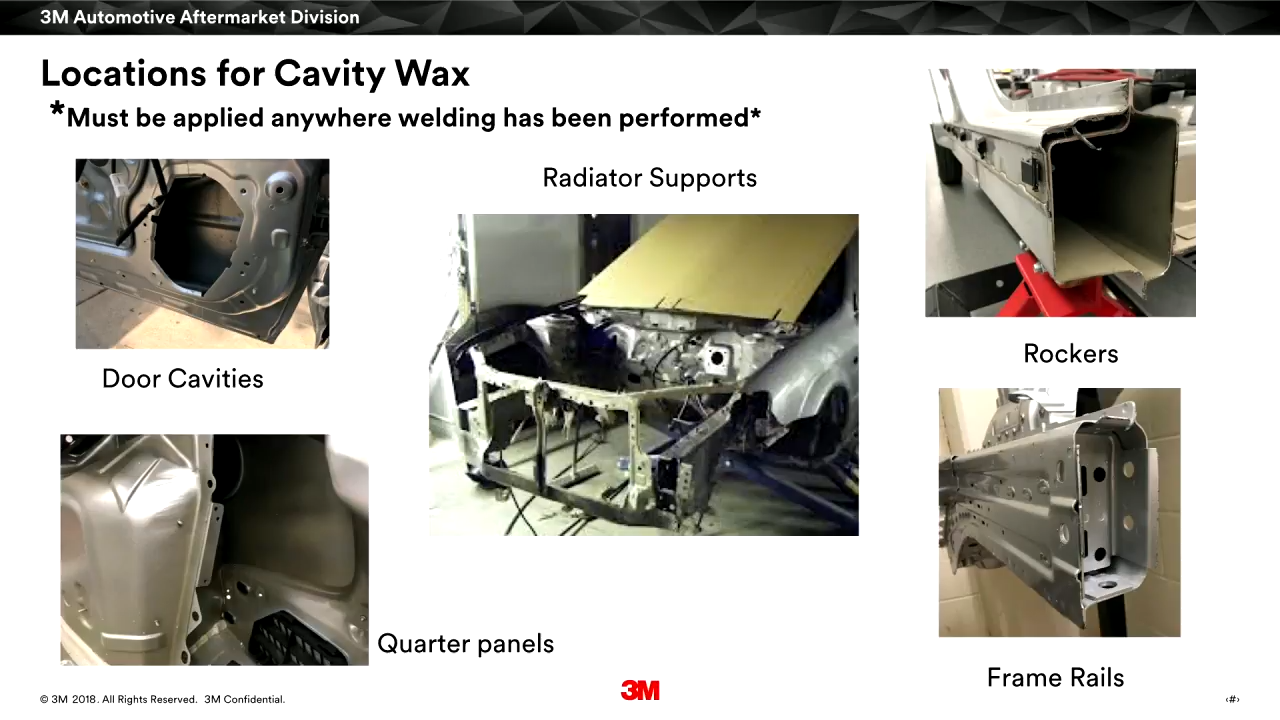 3M Automotive Aftermarket Division
Locations for Cavity Wax
*Must be applied anywhere welding has been performed*
Radiator Supports
Door Cavities
Rockers
Quarter panels
Frame Rails
© 3M 2018. All Rights Reserved. 3M Confidential.
3M
‹#›